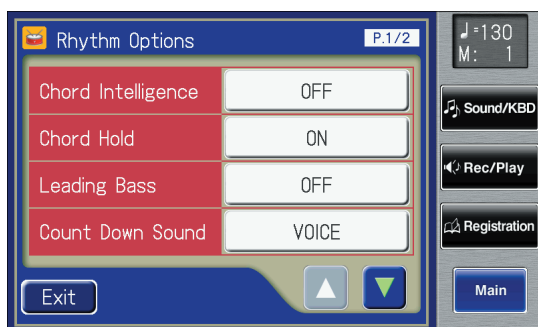 Rhythm Options
P.1/2
Chord Intelligence
OFF
Chord Hold
ON
Leading Bass
OFF
Count Down Sound
VOICE
Exit
♩=130
M: 1
Sound/KBD
Rec/Play
Registration
Main